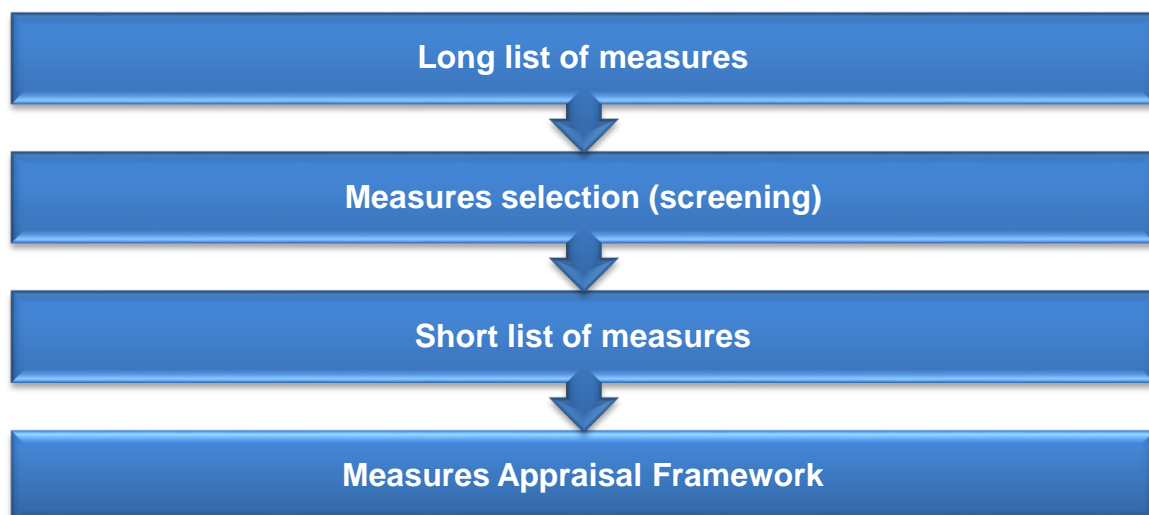 Long list of measures
Measures selection (screening)
Short list of measures
Measures Appraisal Framework